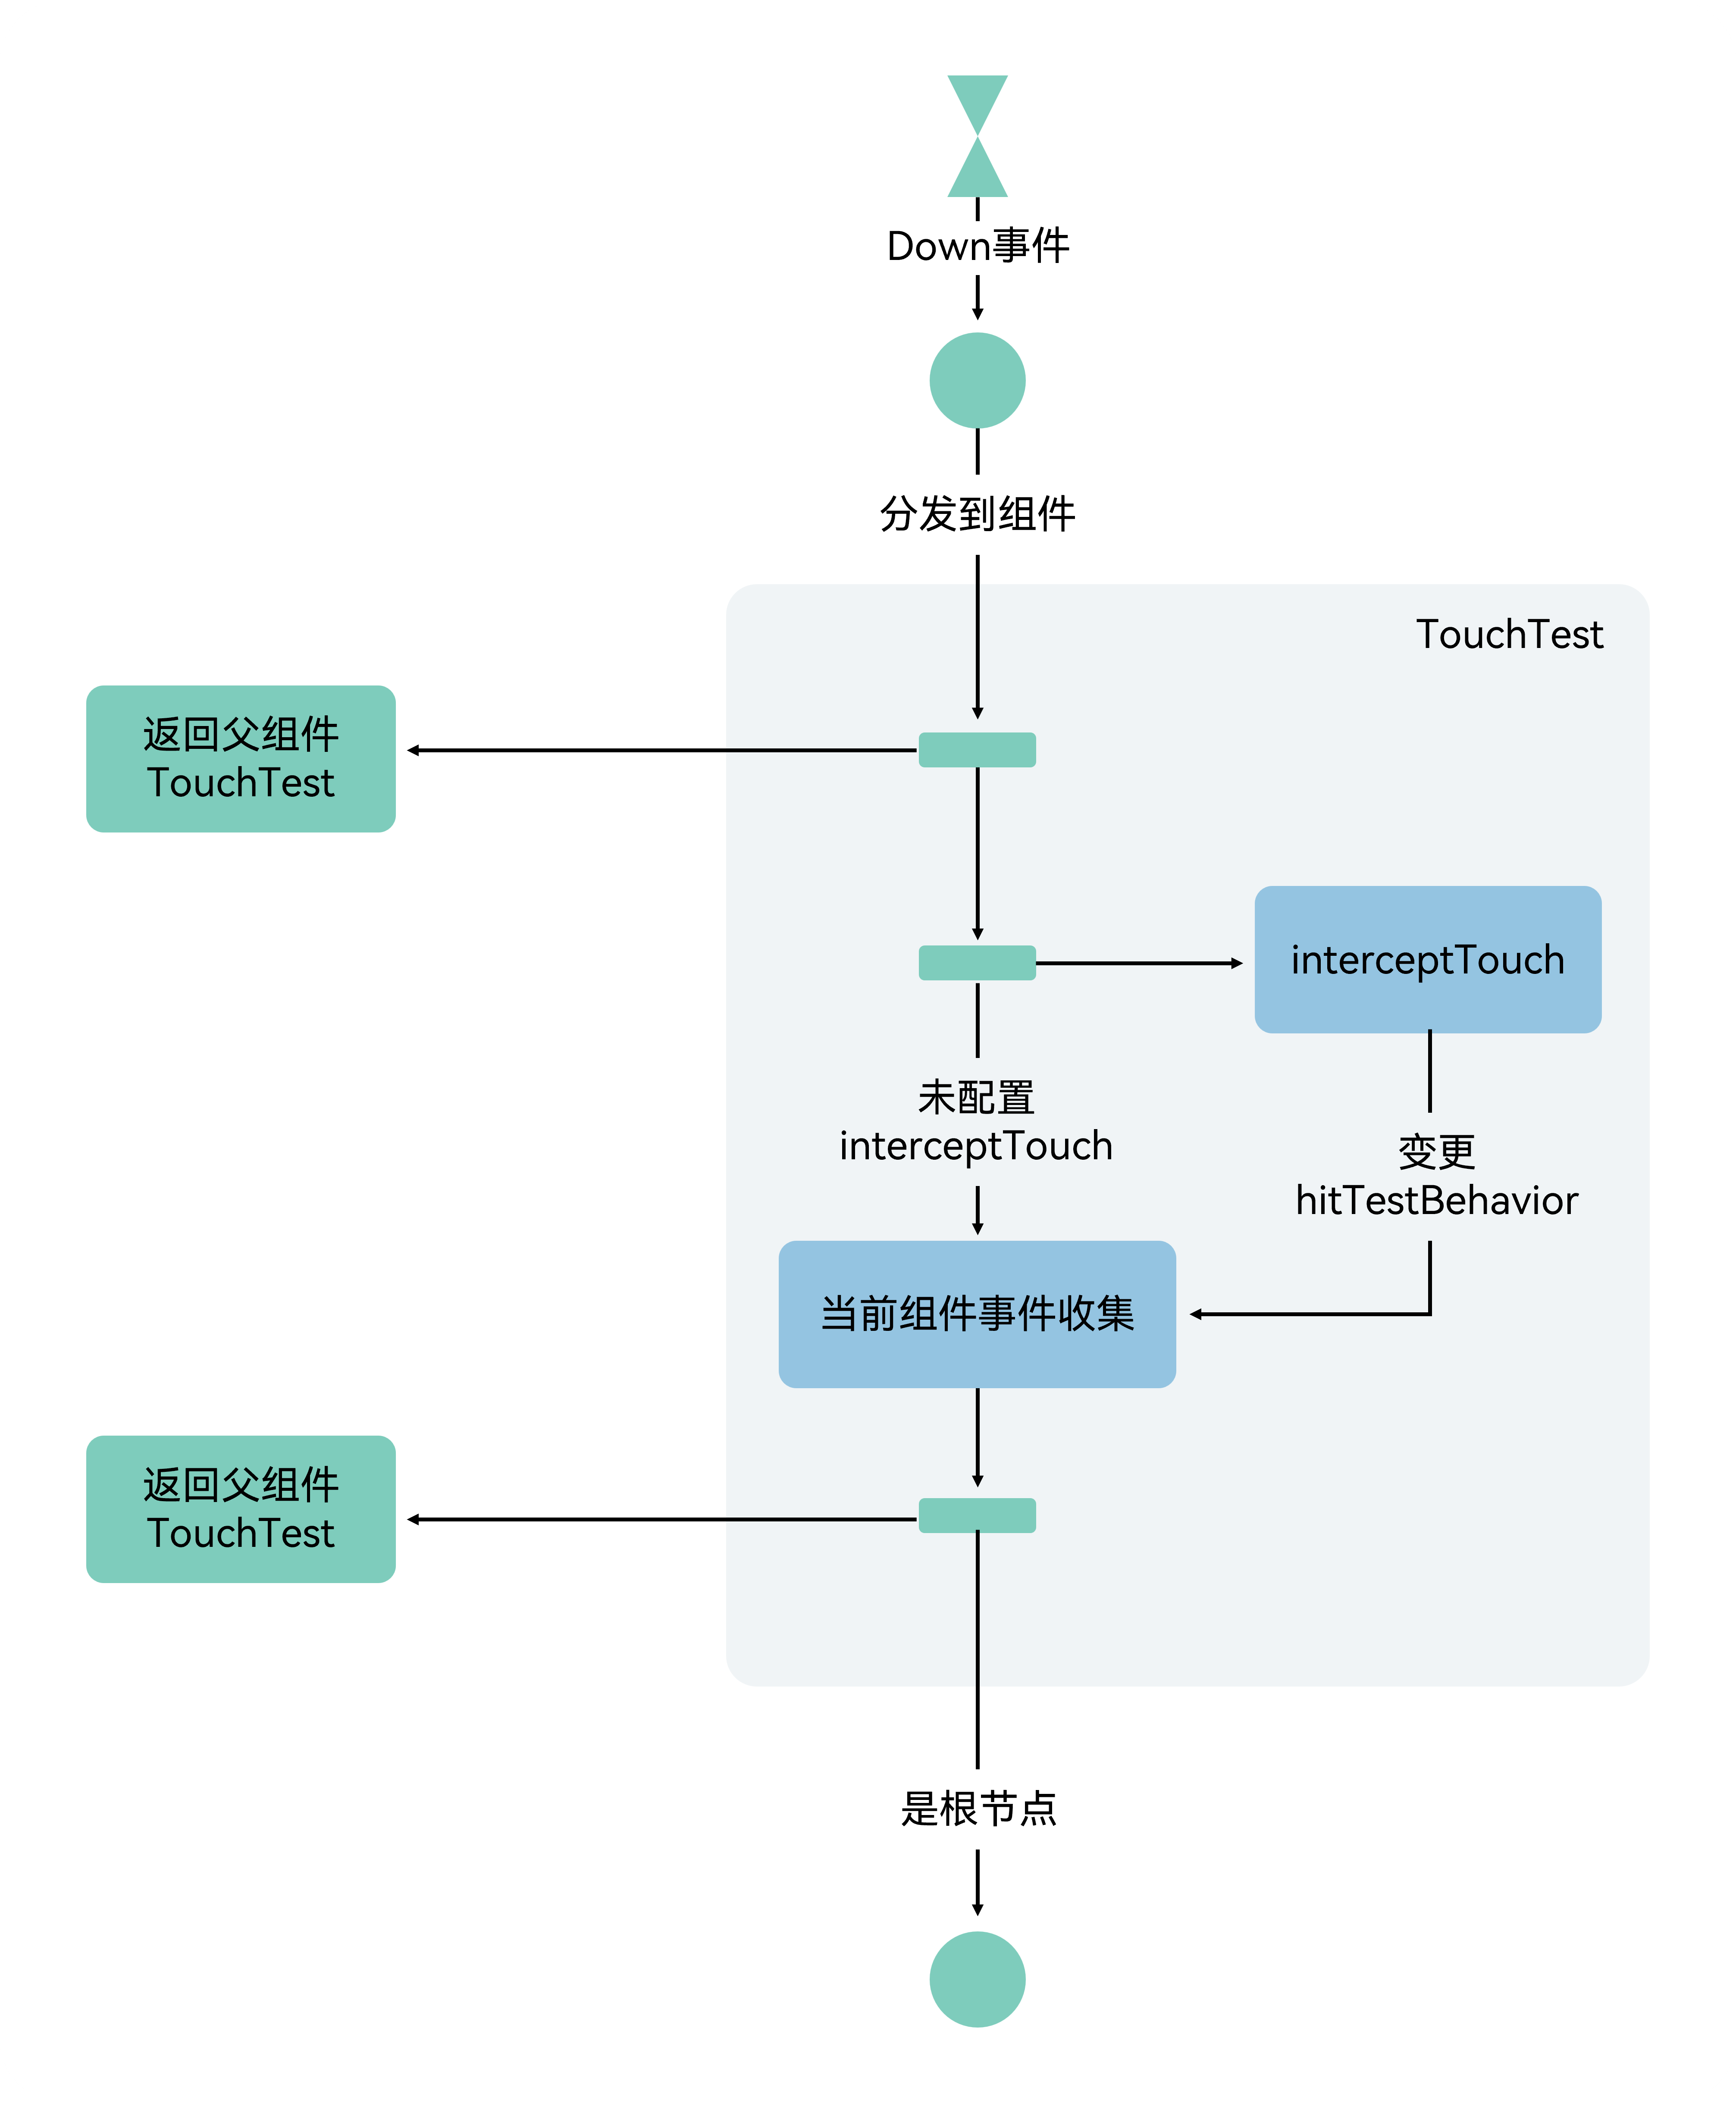 Down事件
分发到组件
TouchTest
返回父组件
TouchTest
interceptTouch
未配置
interceptTouch
变更
hitTestBehavior
当前组件事件收集
返回父组件
TouchTest
是根节点